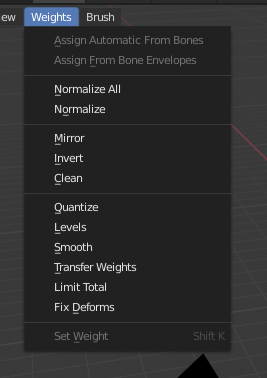 ew Weights Brush
Assign Automatic From Bones
Assign From Bone Envelopes
Normalize All
Normalize
Mirror
Invert
Clean
Quantize
Levels
Smooth
Transfer Weights
Limit Total
Fix Deforms
Set Weight Shift K